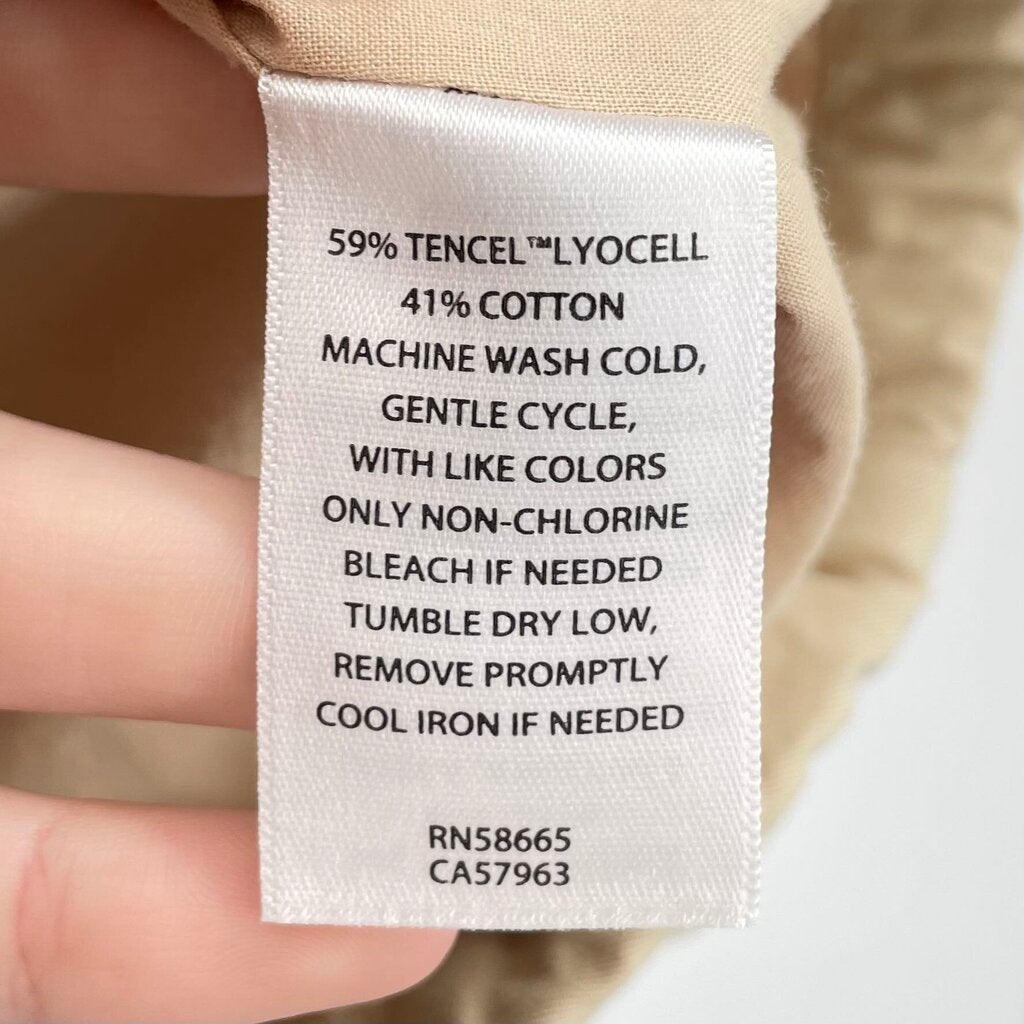 59% TENCEL™LYOCELL
41% COTTON
MACHINE WASH COLD,
GENTLE CYCLE,
WITH LIKE COLORS
ONLY NON-CHLORINE
BLEACH IF NEEDED
TUMBLE DRY LOW,
REMOVE PROMPTLY
COOL IRON IF NEEDED
RN58665
CA57963